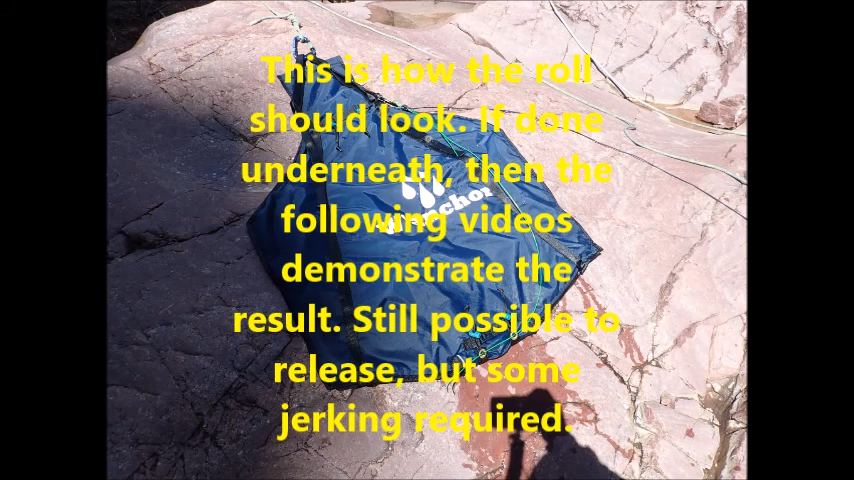 This is how the roll
should look. If done
underneath, then the
following videos
demonstrate the
result. Still possible to
release, but some
jerking required.